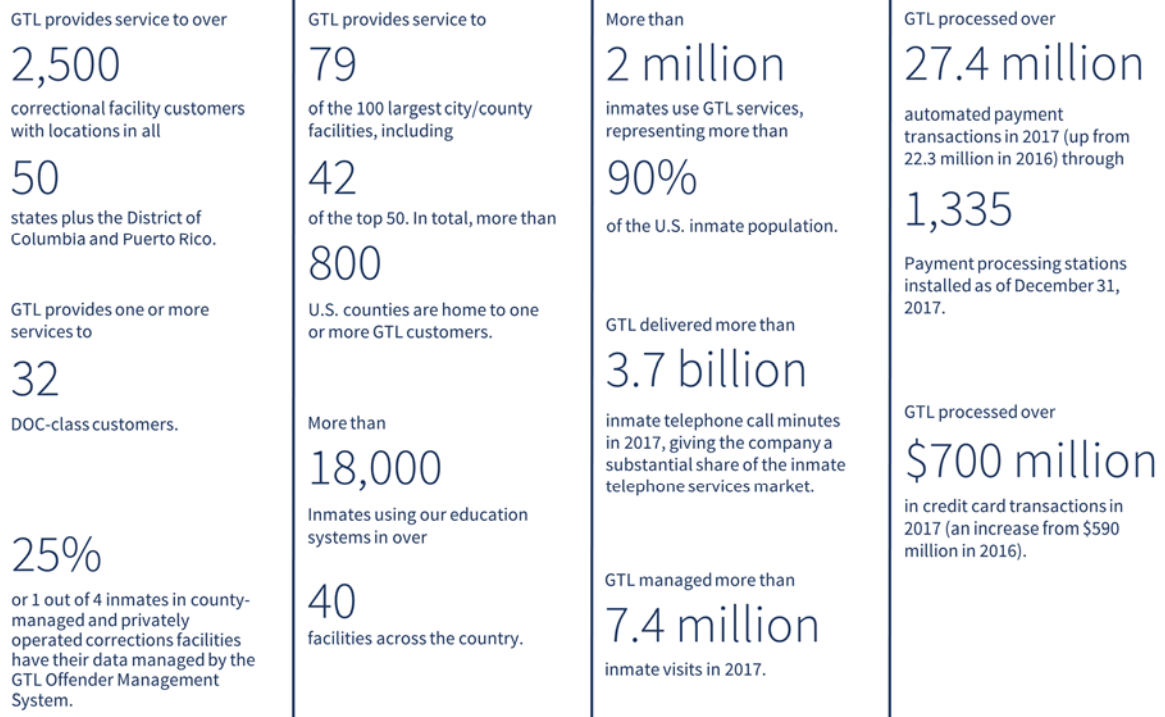 GTL provides service to over
2,500
correctional facility customers
with locations in all
50
states plus the District of
Columbia and Puerto Rico.
GTL provides one or more
services to
32
DOC-class customers.
25%
or 1 out of 4 inmates in county-
managed and privately
operated corrections facilities
have their data managed by the
GTL Offender Management
System.
GTL provides service to
79
of the 100 largest city/county
facilities, including
42
of the top 50. In total, more than
800
U.S. counties are home to one
or more GTL customers.
More than
18,000
Inmates using our education
systems in over
40
facilities across the country.
More than
2 million
inmates use GTL services,
representing more than
90%
of the U.S. inmate population.
GTL delivered more than
3.7 billion
inmate telephone call minutes
in 2017, giving the company a
substantial share of the inmate
telephone services market.
GTL managed more than
7.4 million
inmate visits in 2017.
GTL processed over
27.4 million
automated payment
transactions in 2017 (up from
22.3 million in 2016) through
1,335
Payment processing stations
installed as of December 31,
2017.
GTL processed over
$700 million
in credit card transactions in
2017 (an increase from $590
million in 2016).